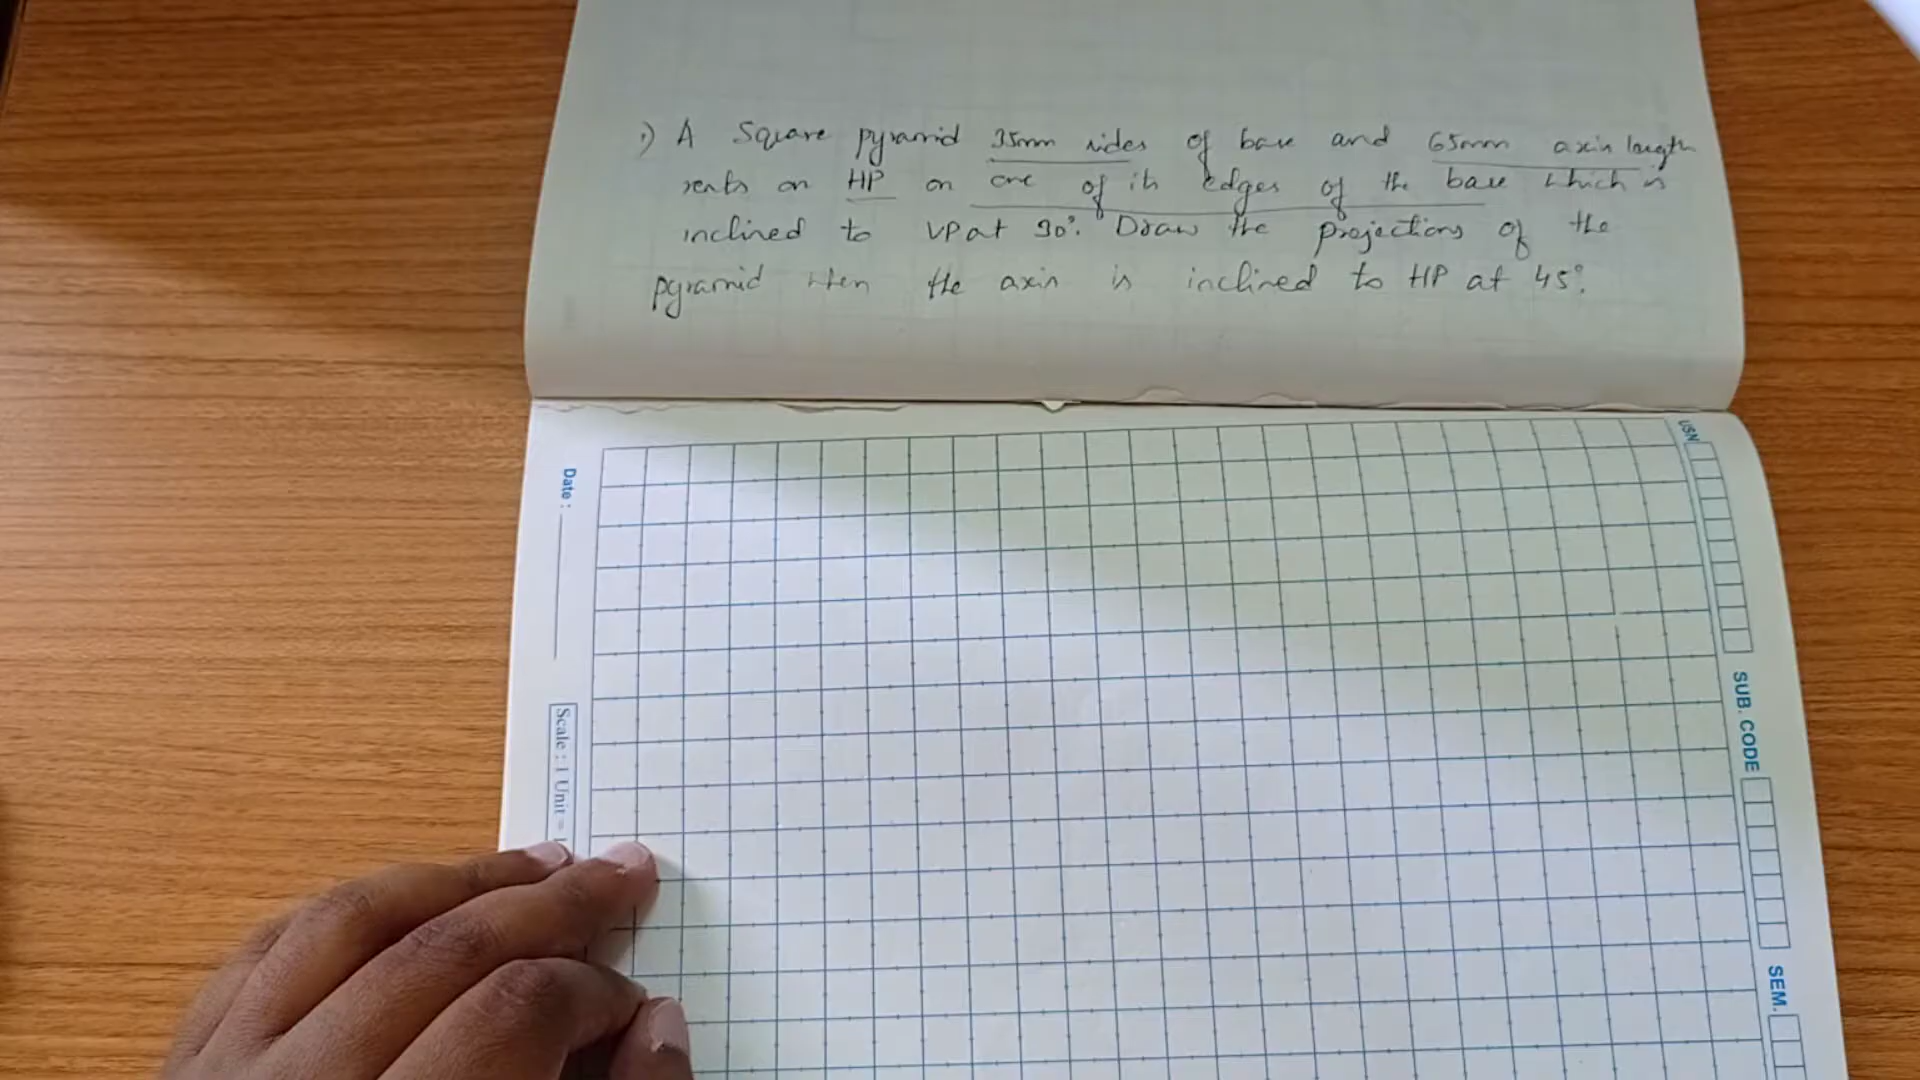 1) A Square pyramid 35mm sides of base and 65mm axis length
rests on HP on one of its edges of the base which is
inclined to VP at 30°. Draw the projections of the
pyramid when the axis is inclined to HP at 45°.
USN
Date :
SUB. CODE
Scale : 1 Unit =
SEM.